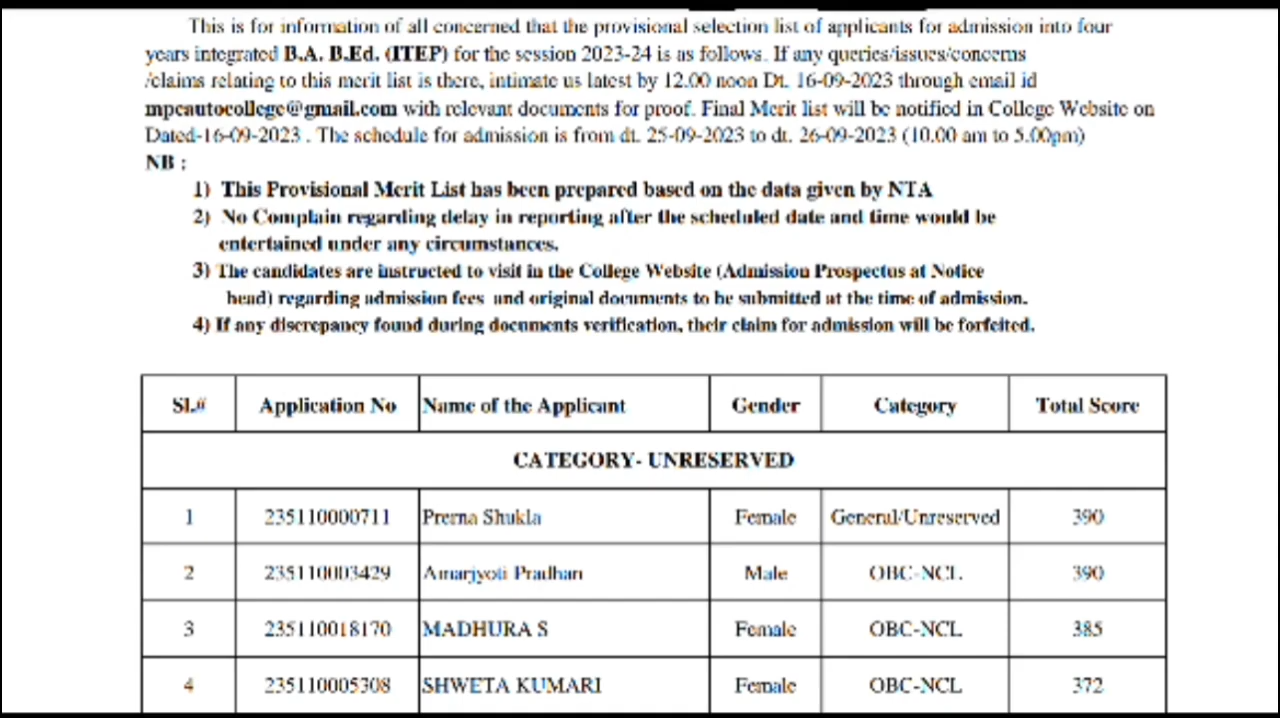 This is for information of all concerned that the provisional selection list of applicants for admission into four
years integrated B.A. B.Ed. (ITEP) for the session 2023-24 is as follows. If any queries/issues/concerns
/claims relating to this merit list is there, intimate us latest by 12.00 noon Dt. 16-09-2023 through email id
mpcautocollege@gmail.com with relevant documents for proof. Final Merit list will be notified in College Website on
Dated-16-09-2023 . The schedule for admission is from dt. 25-09-2023 to dt. 26-09-2023 (10.00 am to 5.00pm)
NB :
1) This Provisional Merit List has been prepared based on the data given by NTA
2) No Complain regarding delay in reporting after the scheduled date and time would be
entertained under any circumstances.
3) The candidates are instructed to visit in the College Website (Admission Prospectus at Notice
head) regarding admission fees and original documents to be submitted at the time of admission.
4) If any discrepancy found during documents verification, their claim for admission will be forfeited.
Sl.# Application No Name of the Applicant Gender Category Total Score
CATEGORY- UNRESERVED
1 235110000711 Prerna Shukla Female General/Unreserved 390
2 235110003429 Amarjyoti Pradhan Male OBC-NCL 390
3 235110018170 MADHURA S Female OBC-NCL 385
4 235110005308 SHWETA KUMARI Female OBC-NCL 372